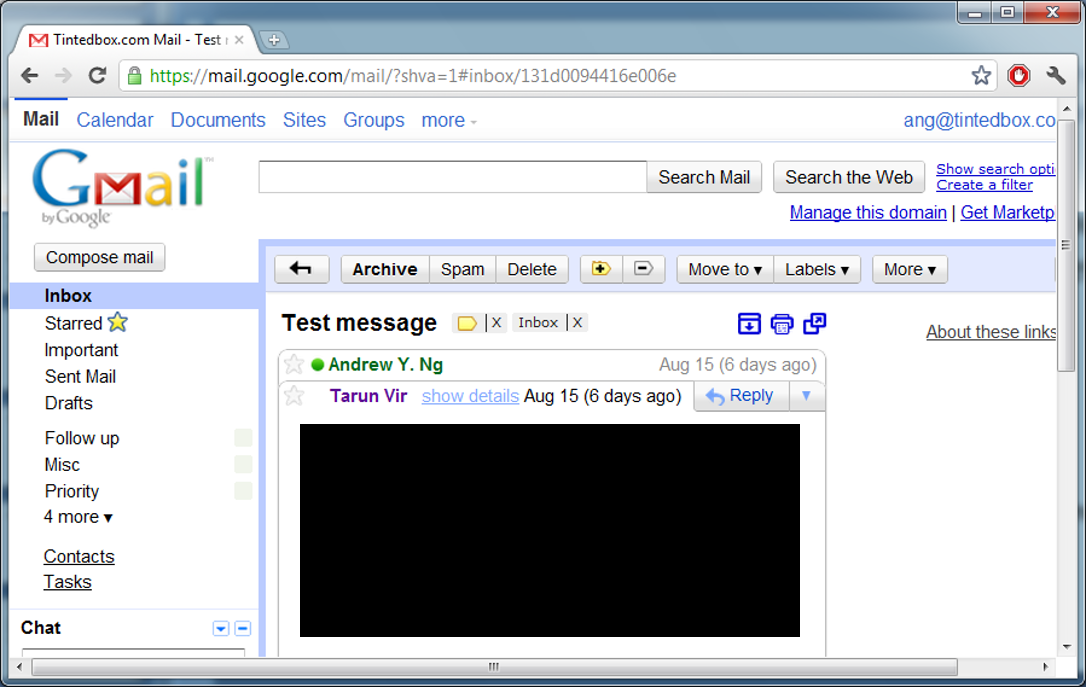 Tintedbox.com Mail - Test
https://mail.google.com/mail/?shva=1#inbox/131d0094416e006e
Mail Calendar Documents Sites Groups more ang@tintedbox.co
Gmail™
by Google
Search Mail Search the Web Show search opti
Create a filter
Manage this domain | Get Marketp
Compose mail
Archive Spam Delete Move to ▾ Labels ▾ More ▾
Inbox
Starred
Important
Sent Mail
Drafts
Follow up
Misc
Priority
4 more ▾
Contacts
Tasks
Chat
Test message | X Inbox | X
About these links
Andrew Y. Ng Aug 15 (6 days ago)
Tarun Vir show details Aug 15 (6 days ago) Reply